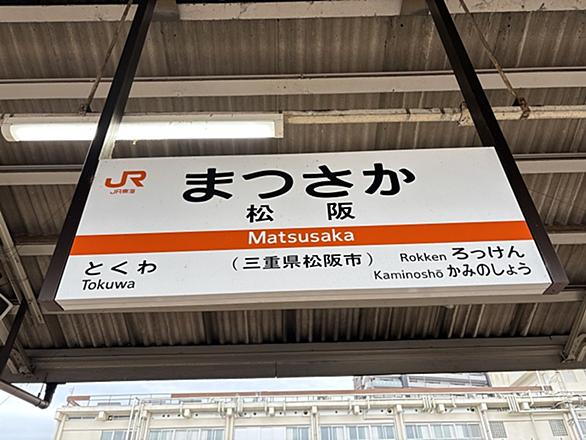 JR
JR東海
まつさか
松阪
Matsusaka
とくわ
Tokuwa
(三重県松阪市)
Rokken ろっけん
Kaminoshō かみのしょう